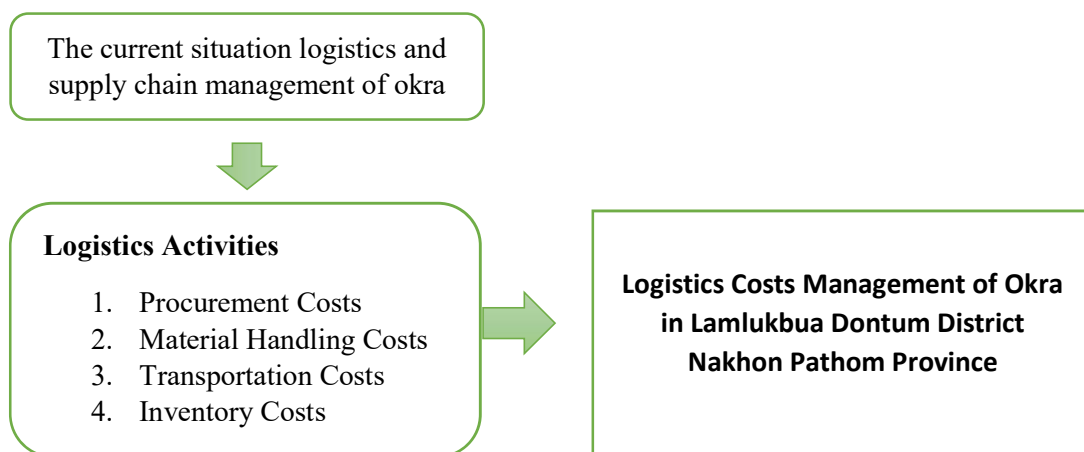 The current situation logistics and
supply chain management of okra
Logistics Activities
1. Procurement Costs
2. Material Handling Costs
3. Transportation Costs
4. Inventory Costs
Logistics Costs Management of Okra
in Lamlukbua Dontum District
Nakhon Pathom Province